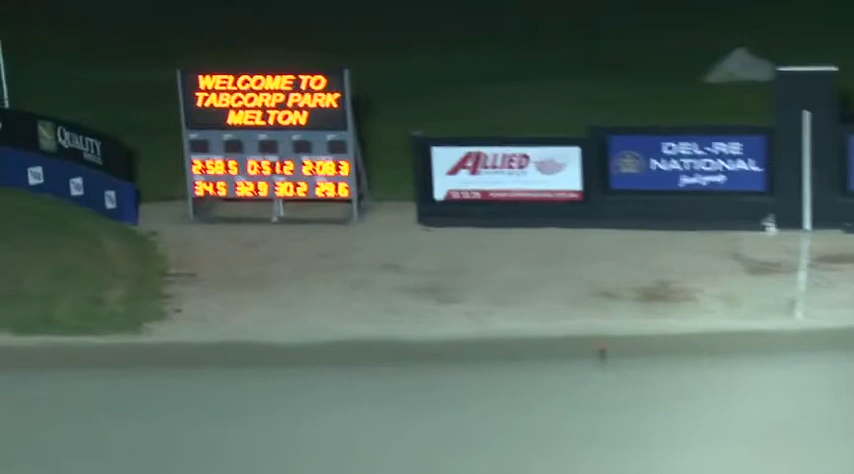 WELCOME TO
TABCORP PARK
MELTON
2:58.5 0:51.2 2:08.3
34.5 32.9 30.2 29.6
QUALITY
ALLIED
DEL-RE
NATIONAL